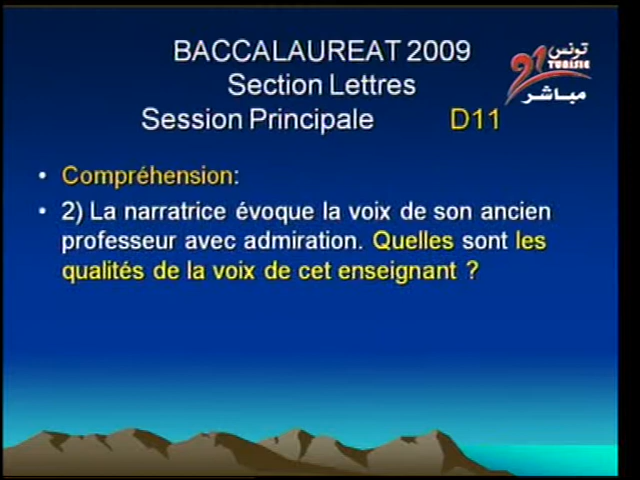 BACCALAUREAT 2009
Section Lettres
Session Principale D11
تونس
21
TUNISIE
مباشر
• Compréhension:
• 2) La narratrice évoque la voix de son ancien
professeur avec admiration. Quelles sont les
qualités de la voix de cet enseignant ?